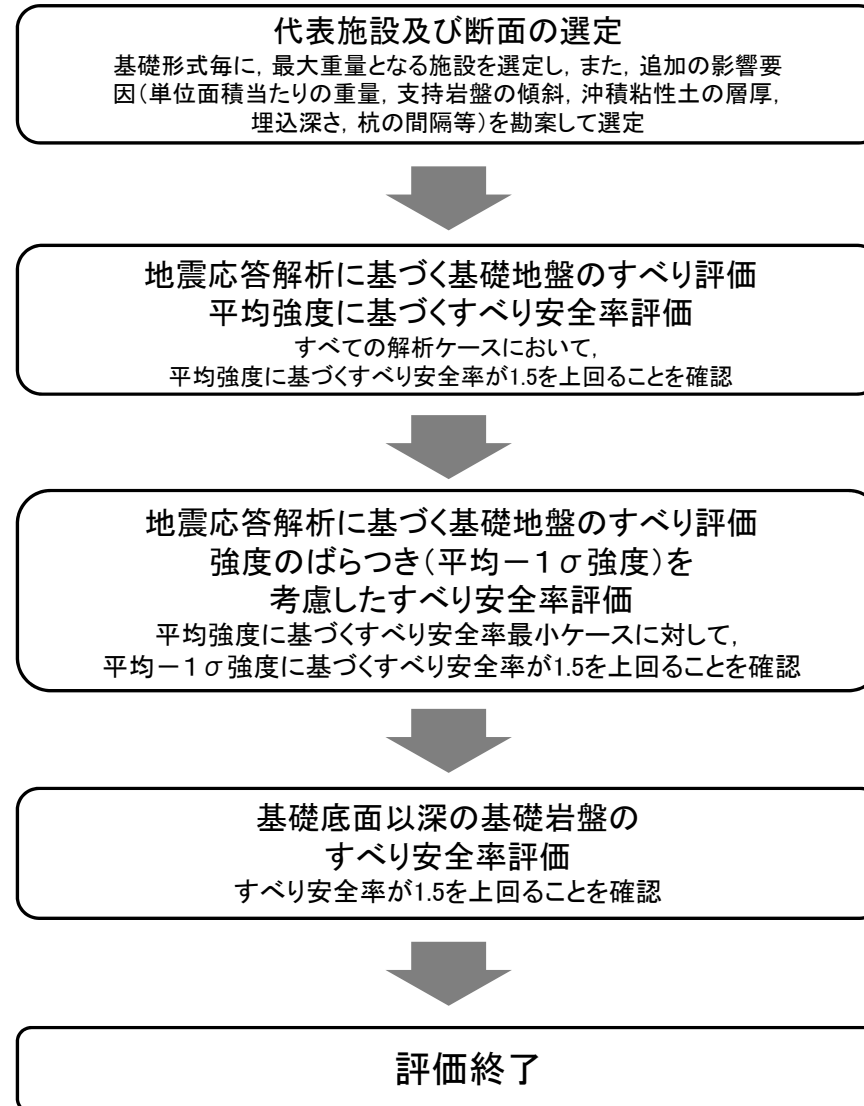 代表施設及び断面の選定
基礎形式毎に，最大重量となる施設を選定し，また，追加の影響要
因（単位面積当たりの重量，支持岩盤の傾斜，沖積粘性土の層厚，
埋込深さ，杭の間隔等）を勘案して選定
地震応答解析に基づく基礎地盤のすべり評価
平均強度に基づくすべり安全率評価
すべての解析ケースにおいて，
平均強度に基づくすべり安全率が1.5を上回ることを確認
地震応答解析に基づく基礎地盤のすべり評価
強度のばらつき（平均－１σ強度）を
考慮したすべり安全率評価
平均強度に基づくすべり安全率最小ケースに対して，
平均－１σ強度に基づくすべり安全率が1.5を上回ることを確認
基礎底面以深の基礎岩盤の
すべり安全率評価
すべり安全率が1.5を上回ることを確認
評価終了